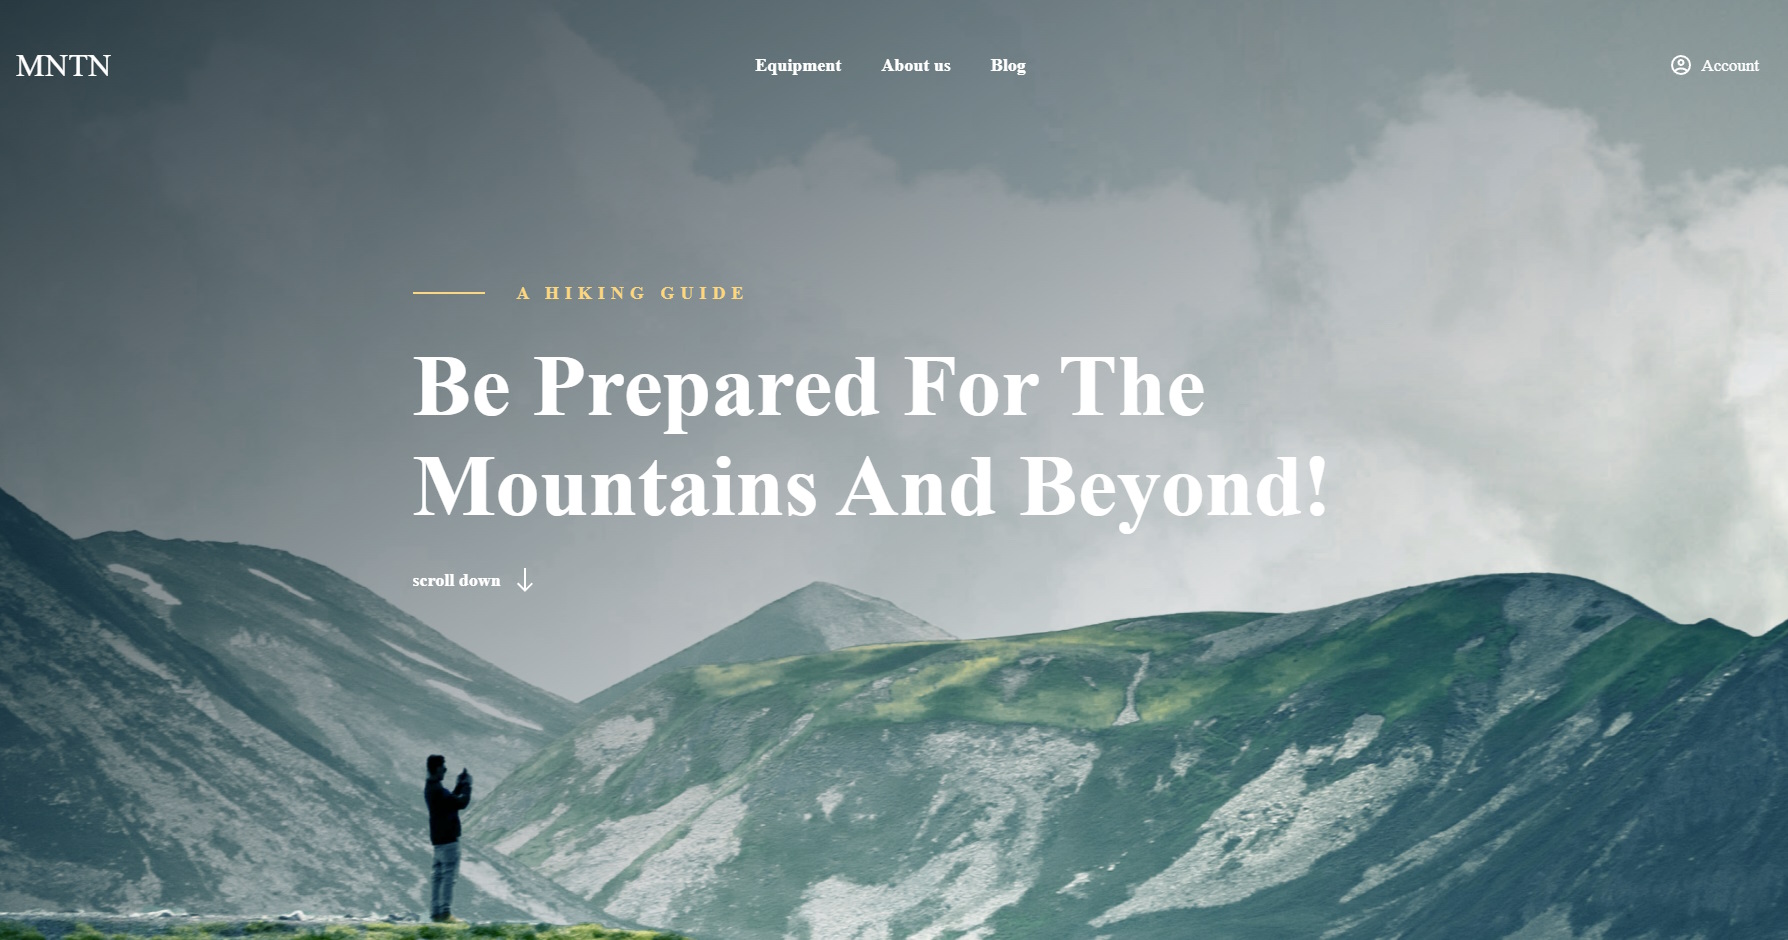 MNTN
Equipment
About us
Blog
Account
A HIKING GUIDE
Be Prepared For The
Mountains And Beyond!
scroll down